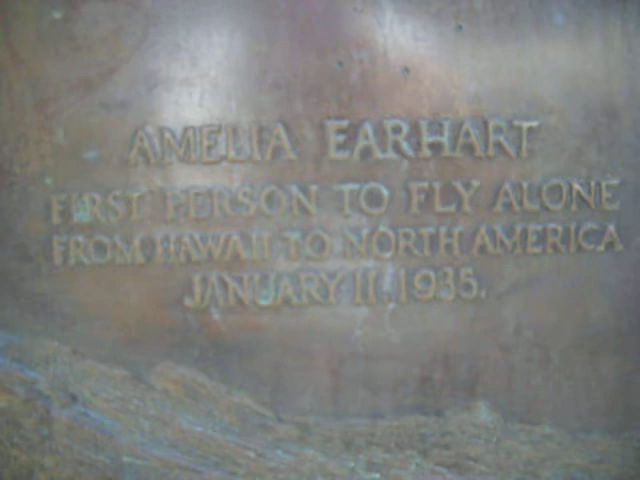 AMELIA EARHART
FIRST PERSON TO FLY ALONE
FROM HAWAII TO NORTH AMERICA
JANUARY 11, 1935.